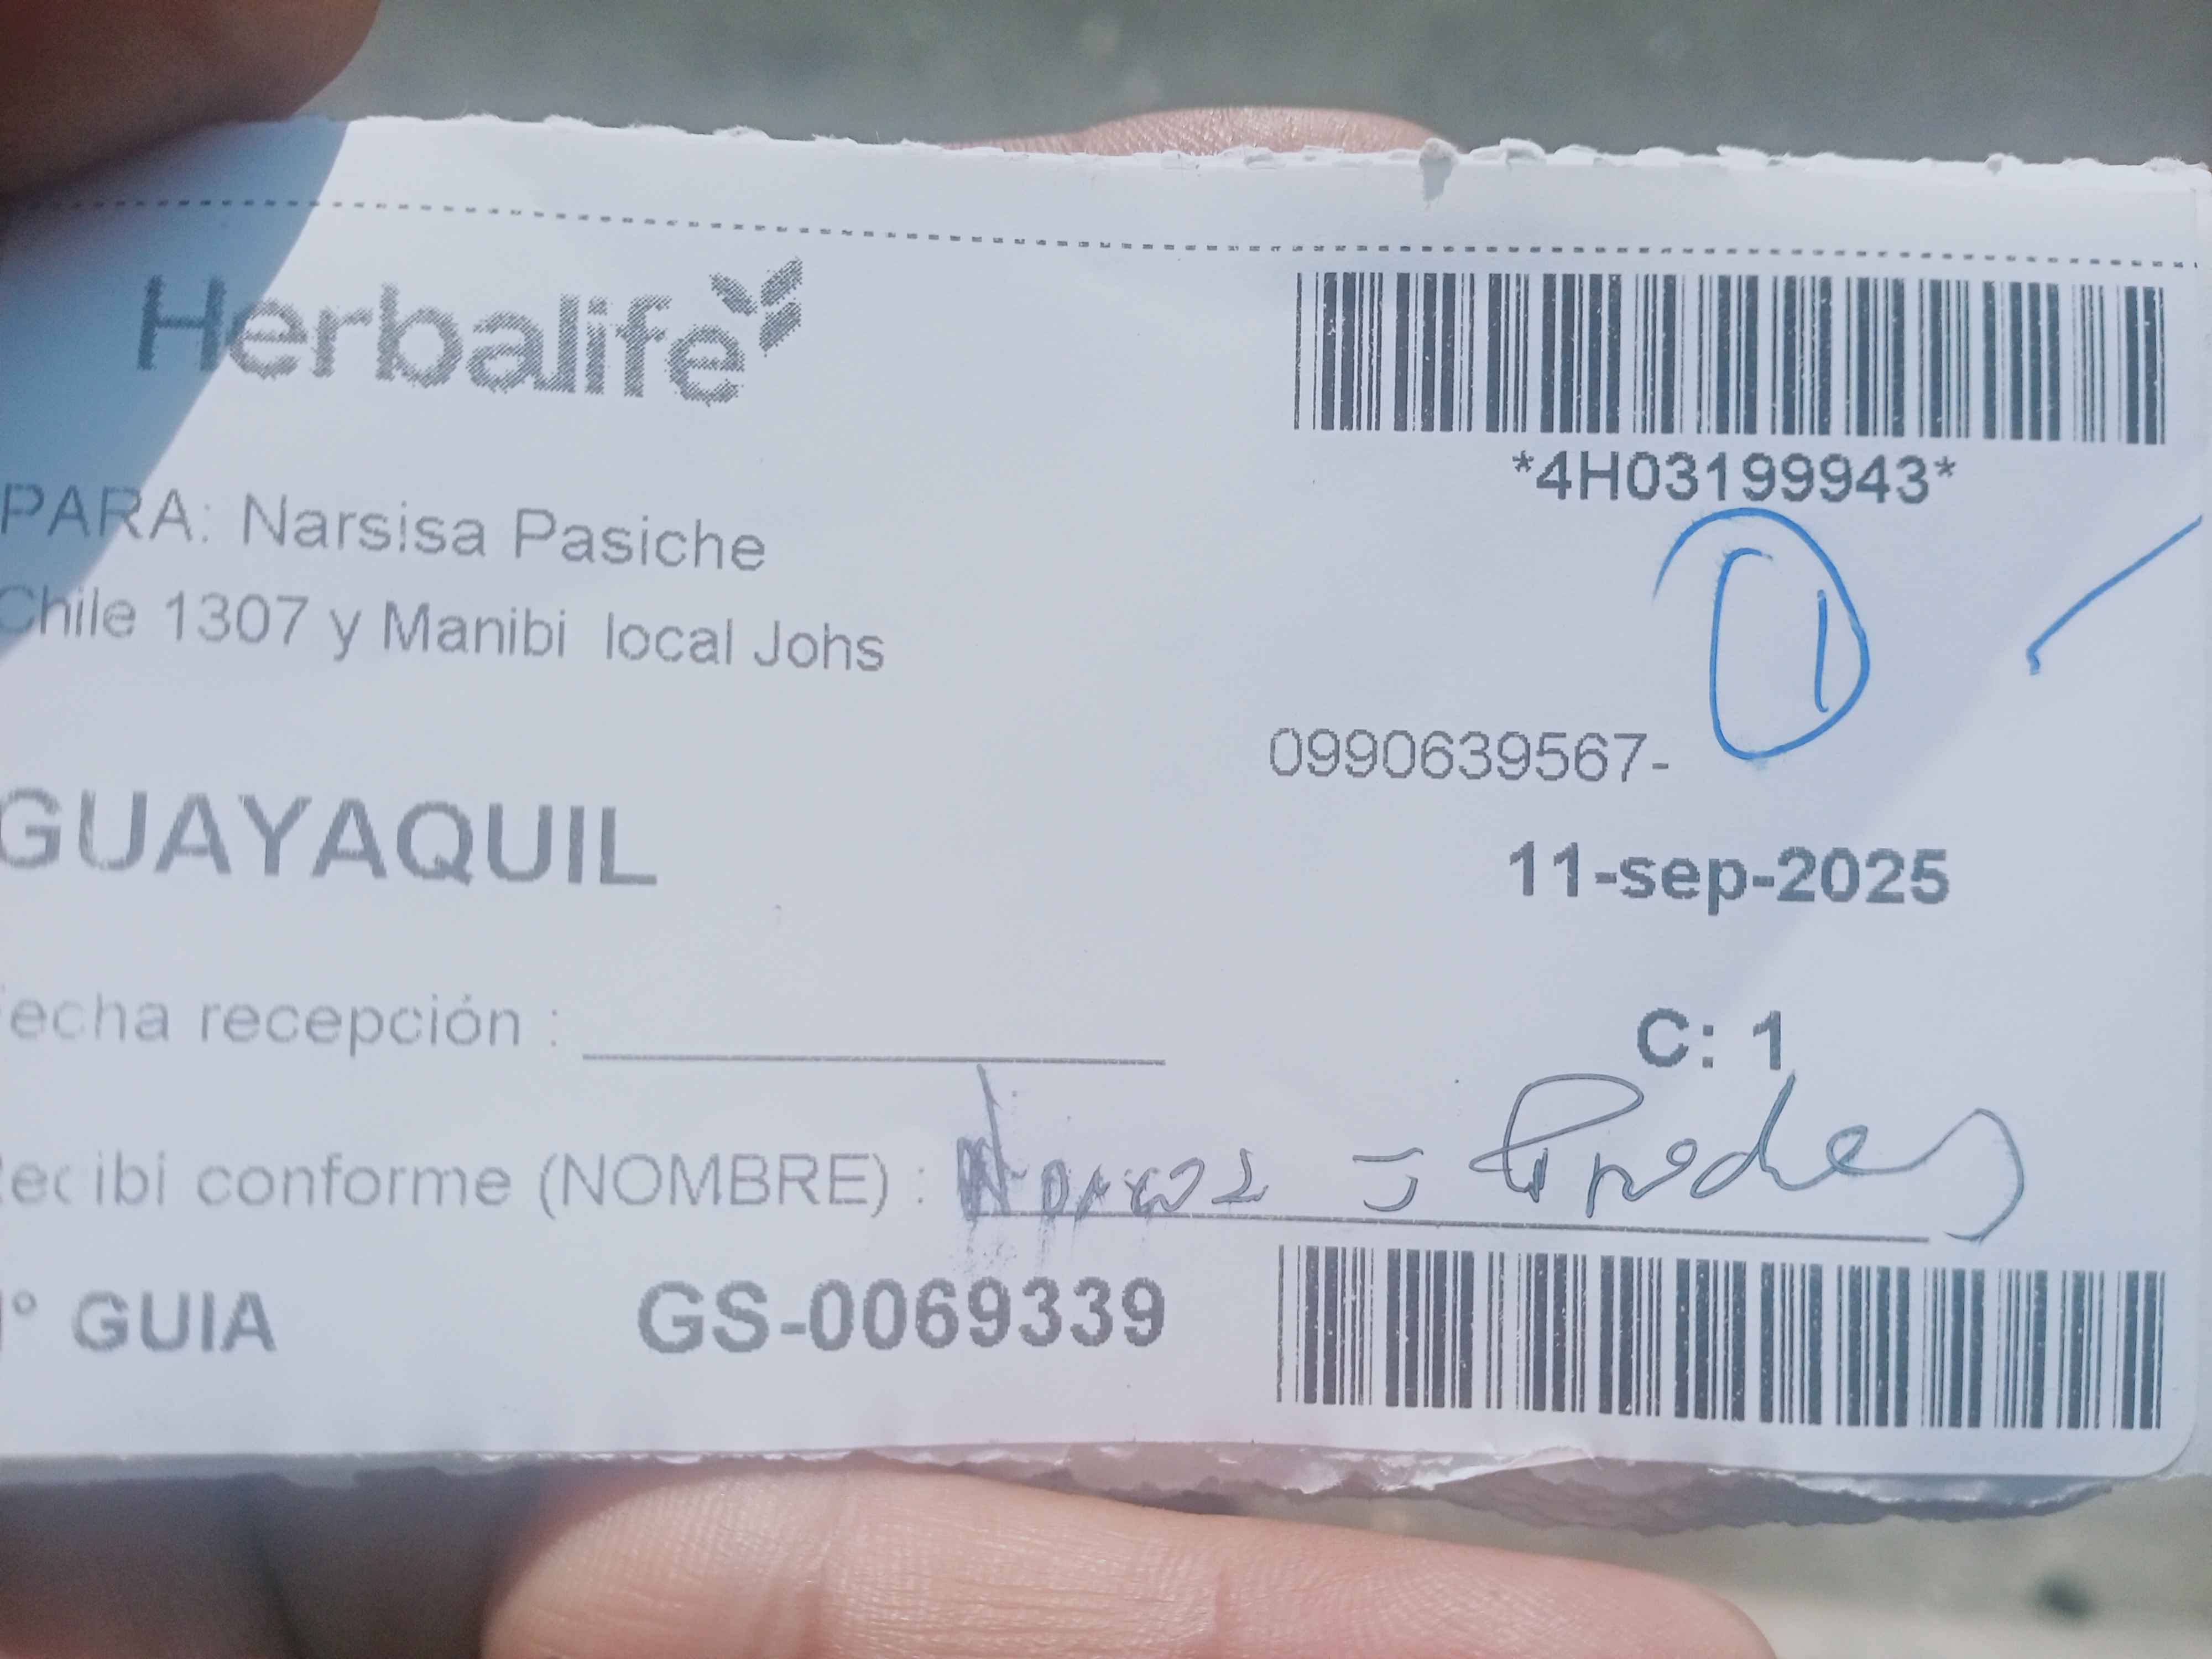 Herbalife
*4H03199943*
PARA: Narsisa Pasiche
Chile 1307 y Manibi local Johs
1
0990639567-
GUAYAQUIL
11-sep-2025
echa recepción :
C: 1
ecibi conforme (NOMBRE) :
° GUIA GS-0069339